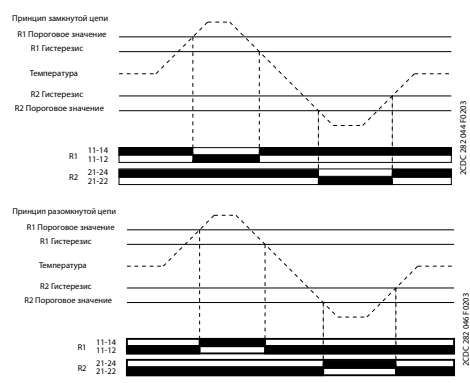 Принцип замкнутой цепи
R1 Пороговое значение
R1 Гистерезис
Температура
R2 Гистерезис
R2 Пороговое значение
R1 11-14
11-12
R2 21-24
21-22
2CDC 282 044 F0203
Принцип разомкнутой цепи
R1 Пороговое значение
R1 Гистерезис
Температура
R2 Гистерезис
R2 Пороговое значение
R1 11-14
11-12
R2 21-24
21-22
2CDC 282 046 F0203